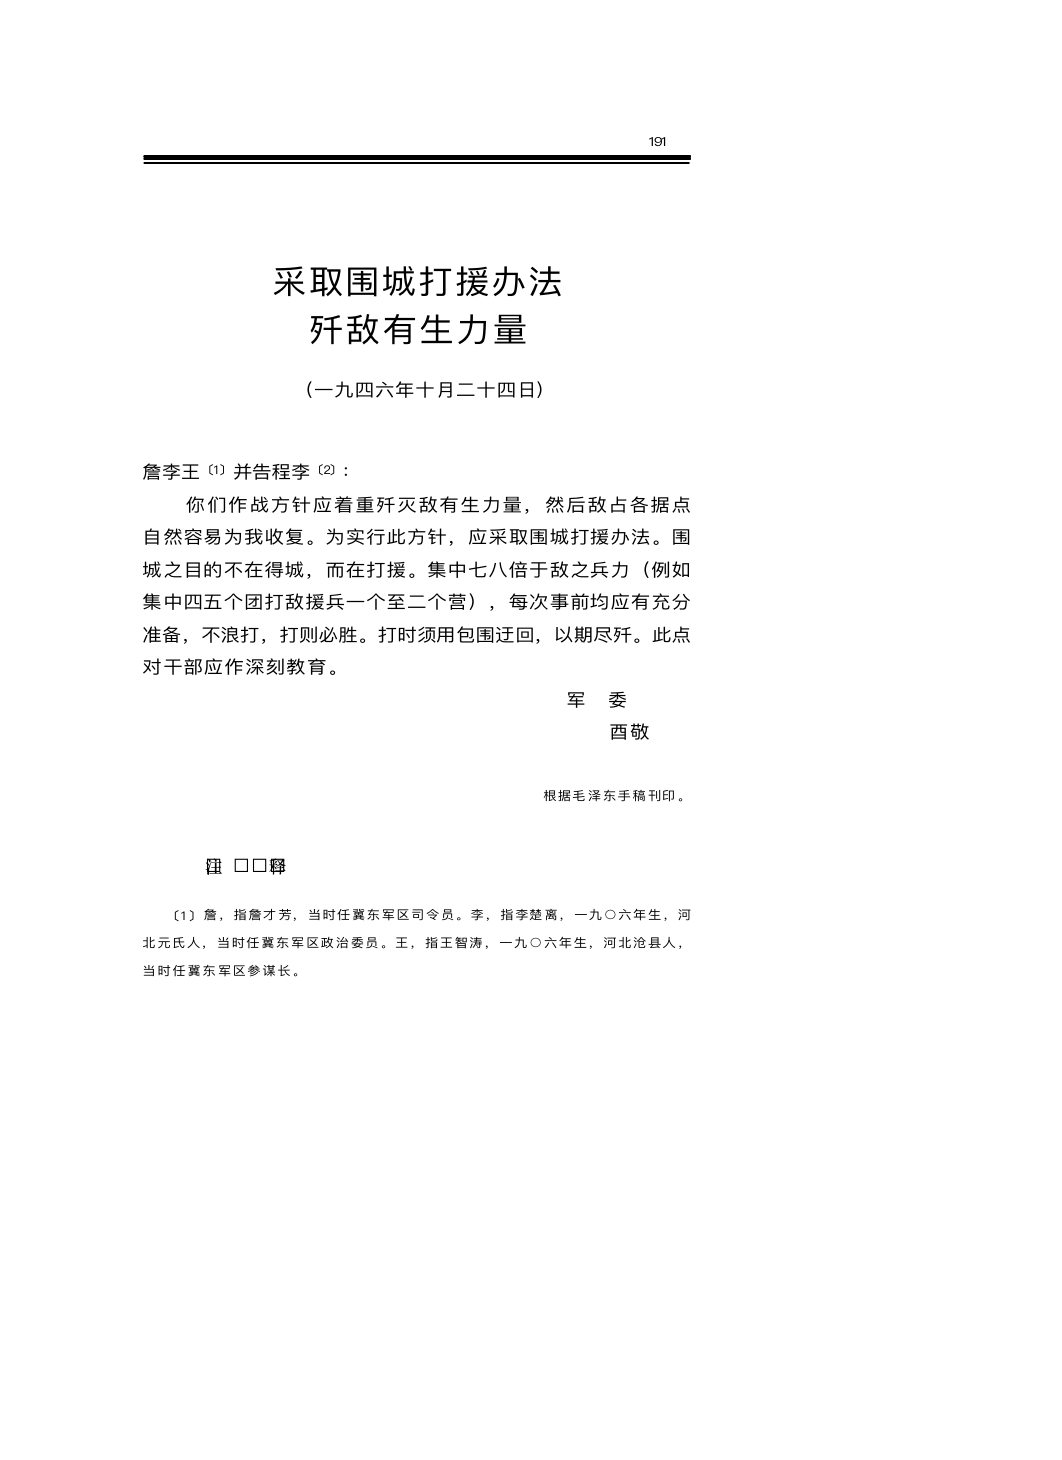 191
采取围城打援办法
歼敌有生力量
（一九四六年十月二十四日）
詹李王〔1〕并告程李〔2〕：
你们作战方针应着重歼灭敌有生力量，然后敌占各据点
自然容易为我收复。为实行此方针，应采取围城打援办法。围
城之目的不在得城，而在打援。集中七八倍于敌之兵力（例如
集中四五个团打敌援兵一个至二个营），每次事前均应有充分
准备，不浪打，打则必胜。打时须用包围迂回，以期尽歼。此点
对干部应作深刻教育。
军　委
酉敬
根据毛泽东手稿刊印。
注 □□释
〔1〕詹，指詹才芳，当时任冀东军区司令员。李，指李楚离，一九○六年生，河
北元氏人，当时任冀东军区政治委员。王，指王智涛，一九○六年生，河北沧县人，
当时任冀东军区参谋长。